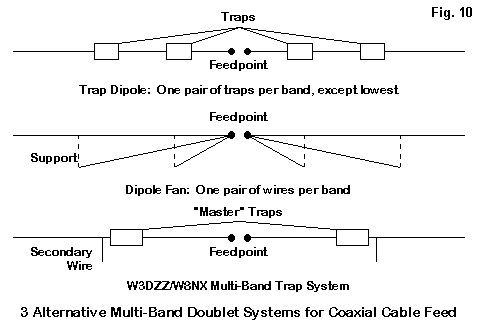 Fig. 10
Traps
Feedpoint
Trap Dipole: One pair of traps per band, except lowest
Feedpoint
Support
Dipole Fan: One pair of wires per band
"Master" Traps
Secondary
Wire
Feedpoint
W3DZZ/W8NX Multi-Band Trap System
3 Alternative Multi-Band Doublet Systems for Coaxial Cable Feed